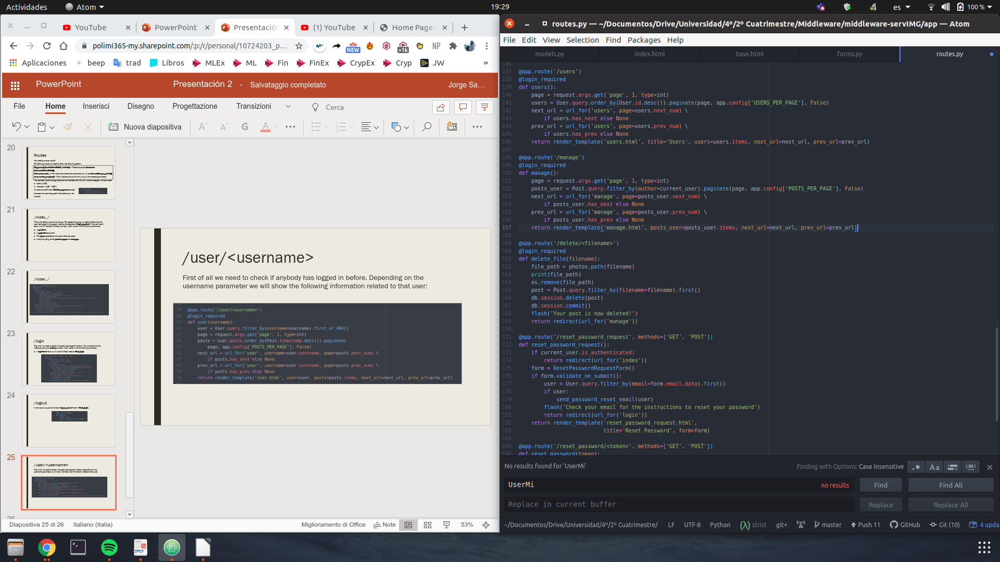 Actividades
Atom
19:29
es
100 %
YouTube
PowerPoint
Presentación
(1) YouTube
Home Page -
polimi365-my.sharepoint.com/:p:/r/personal/10724203_p...
NEW
>1k
NP
Aplicaciones
beep
trad
Libros
MLEx
ML
Fin
FinEx
CrypEx
Cryp
JW
»
PowerPoint
Presentación 2 - Salvataggio completato
Jorge Sa...
File
Home
Inserisci
Disegno
Progettazione
Transizioni
Cerca
Nuova diapositiva
G
A
20
Routes
21
/index, /
22
/index, /
23
/login
24
/logout
25
/user/<username>
/user/<username>
First of all we need to check if anybody has logged in before. Depending on the
username parameter we will show the following information related to that user:
79 @app.route('/user/<username>')
80 @login_required
81 def user(username):
82 user = User.query.filter_by(username=username).first_or_404()
83 page = request.args.get('page', 1, type=int)
84 posts = user.posts.order_by(Post.timestamp.desc()).paginate(
85 page, app.config['POSTS_PER_PAGE'], False)
86 next_url = url_for('user', username=user.username, page=posts.next_num) \
87 if posts.has_next else None
88 prev_url = url_for('user', username=user.username, page=posts.prev_num) \
89 if posts.has_prev else None
90 return render_template('user.html', user=user, posts=posts.items, next_url=next_url, prev_url=prev_url)
Diapositiva 25 di 26
Italiano (Italia)
Miglioramento di Office
Note
53%
routes.py — ~/Documentos/Drive/Universidad/4º/2º Cuatrimestre/Middleware/middleware-servIMG/app — Atom
File Edit View Selection Find Packages Help
models.py
index.html
base.html
forms.py
routes.py
136
137 @app.route('/users')
138 @login_required
139 def users():
140 page = request.args.get('page', 1, type=int)
141 users = User.query.order_by(User.id.desc()).paginate(page, app.config['USERS_PER_PAGE'], False)
142 next_url = url_for('users', page=users.next_num) \
143 if users.has_next else None
144 prev_url = url_for('users', page=users.prev_num) \
145 if users.has_prev else None
146 return render_template('users.html', title='Users', users=users.items, next_url=next_url, prev_url=prev_url)
147
148 @app.route('/manage')
149 @login_required
150 def manage():
151 page = request.args.get('page', 1, type=int)
152 posts_user = Post.query.filter_by(author=current_user).paginate(page, app.config['POSTS_PER_PAGE'], False)
153 next_url = url_for('manage', page=posts_user.next_num) \
154 if posts_user.has_next else None
155 prev_url = url_for('manage', page=posts_user.prev_num) \
156 if posts_user.has_prev else None
157 return render_template('manage.html', posts_user=posts_user.items, next_url=next_url, prev_url=prev_url)
158
159 @app.route('/delete/<filename>')
160 @login_required
161 def delete_file(filename):
162 file_path = photos.path(filename)
163 print(file_path)
164 os.remove(file_path)
165 post = Post.query.filter_by(filename=filename).first()
166 db.session.delete(post)
167 db.session.commit()
168 flash('Your post is now deleted!')
169 return redirect(url_for('manage'))
170
171 @app.route('/reset_password_request', methods=['GET', 'POST'])
172 def reset_password_request():
173 if current_user.is_authenticated:
174 return redirect(url_for('index'))
175 form = ResetPasswordRequestForm()
176 if form.validate_on_submit():
177 user = User.query.filter_by(email=form.email.data).first()
178 if user:
179 send_password_reset_email(user)
180 flash('Check your email for the instructions to reset your password')
181 return redirect(url_for('login'))
182 return render_template('reset_password_request.html',
183 title='Reset Password', form=form)
184
185 @app.route('/reset_password/<token>', methods=['GET', 'POST'])
186 def reset_password(token):
No results found for 'UserMi'
Finding with Options: Case Insensitive
.*
Aa
UserMi
no results
Find
Find All
Replace in current buffer
Replace
Replace All
~/Documentos/Drive/Universidad/4º/2º Cuatrimestre/
LF
UTF-8
Python
(λ) strict
git+
master
Push 11
GitHub
Git (10)
4 upda